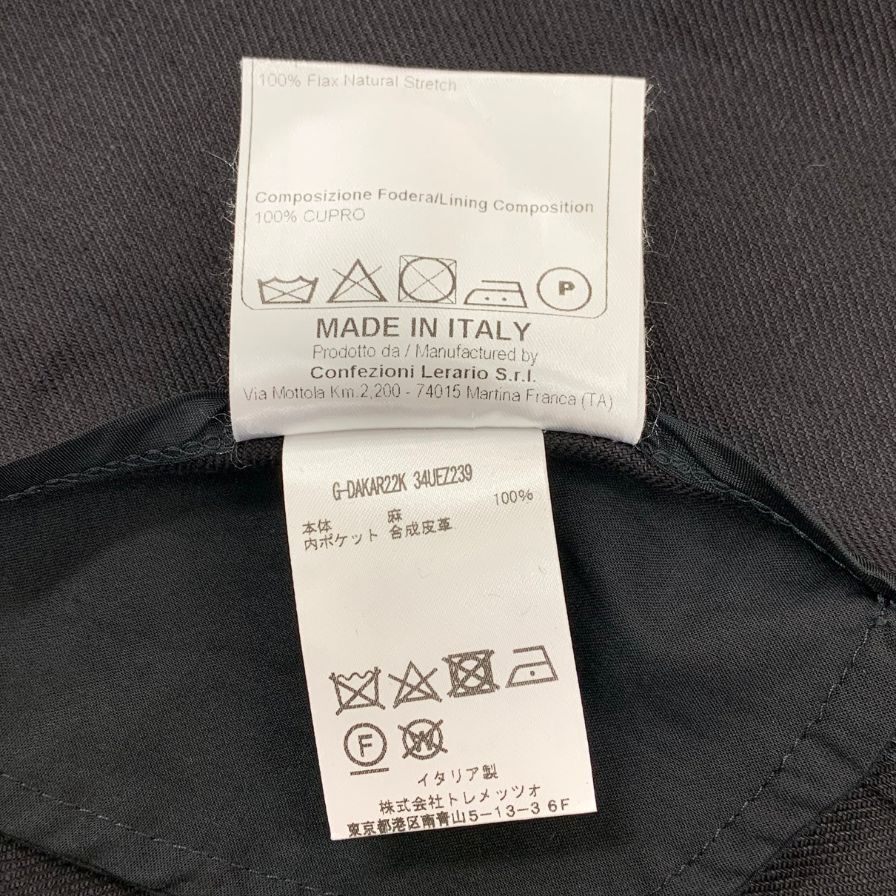 100% Flax Natural Stretch
Composizione Fodera/Lining Composition
100% CUPRO
P
MADE IN ITALY
Prodotto da / Manufactured by
Confezioni Lerario S.r.l.
Via Mottola Km.2,200 - 74015 Martina Franca (TA)
G-DAKAR22K 34UEZ239
本体 麻 100%
内ポケット 合成皮革
F W
イタリア製
株式会社トレメッツォ
東京都港区南青山5-13-3 6F